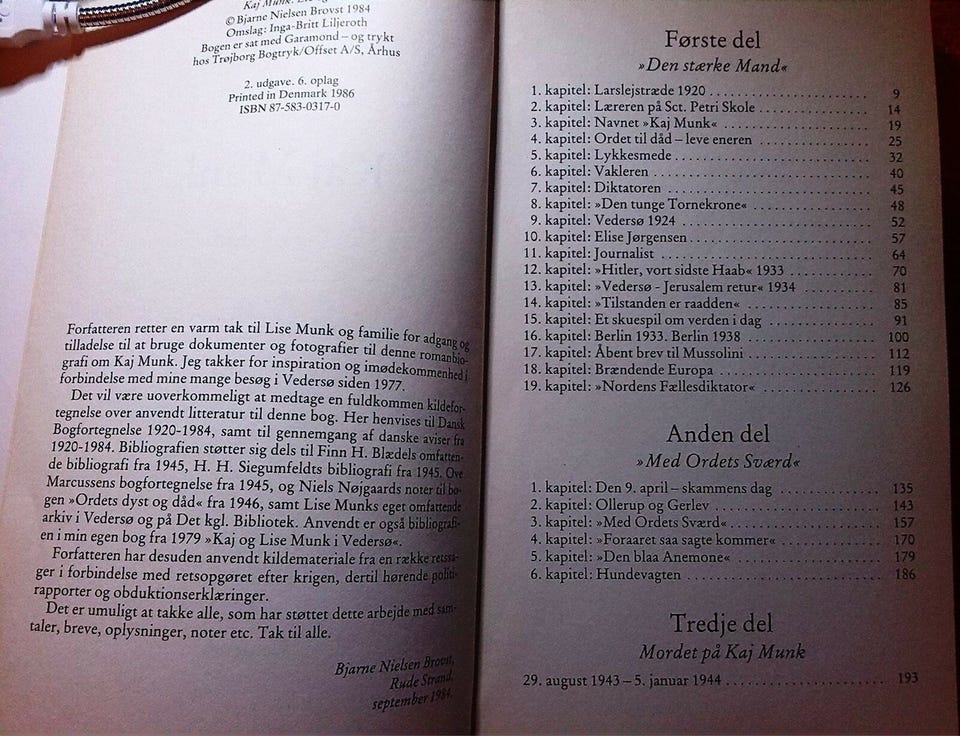 Kaj Munk.
© Bjarne Nielsen Brovst 1984
Omslag: Inga-Britt Liljeroth
Bogen er sat med Garamond – og trykt
hos Trøjborg Bogtryk/Offset A/S, Århus
2. udgave. 6. oplag
Printed in Denmark 1986
ISBN 87-583-0317-0
Forfatteren retter en varm tak til Lise Munk og familie for adgang og
tilladelse til at bruge dokumenter og fotografier til denne romanbio-
grafi om Kaj Munk. Jeg takker for inspiration og imødekommenhed i
forbindelse med mine mange besøg i Vedersø siden 1977.
Det vil være uoverkommeligt at medtage en fuldkommen kildefor-
tegnelse over anvendt litteratur til denne bog. Her henvises til Dansk
Bogfortegnelse 1920-1984, samt til gennemgang af danske aviser fra
1920-1984. Bibliografien støtter sig dels til Finn H. Blædels omfatten-
de bibliografi fra 1945, H. H. Siegumfeldts bibliografi fra 1945. Ove
Marcussens bogfortegnelse fra 1945, og Niels Nøjgaards noter til bo-
gen »Ordets dyst og dåd« fra 1946, samt Lise Munks eget omfattende
arkiv i Vedersø og på Det kgl. Bibliotek. Anvendt er også bibliografi-
en i min egen bog fra 1979 »Kaj og Lise Munk i Vedersø«.
Forfatteren har desuden anvendt kildemateriale fra en række retssa-
ger i forbindelse med retsopgøret efter krigen, dertil hørende politi-
rapporter og obduktionserklæringer.
Det er umuligt at takke alle, som har støttet dette arbejde med sam-
taler, breve, oplysninger, noter etc. Tak til alle.
Bjarne Nielsen Brovst,
Rude Strand,
september 1984.
Første del
»Den stærke Mand«
1. kapitel: Larslejstræde 1920 9
2. kapitel: Læreren på Sct. Petri Skole 14
3. kapitel: Navnet »Kaj Munk« 19
4. kapitel: Ordet til dåd – leve eneren 25
5. kapitel: Lykkesmede 32
6. kapitel: Vakleren 40
7. kapitel: Diktatoren 45
8. kapitel: »Den tunge Tornekrone« 48
9. kapitel: Vedersø 1924 52
10. kapitel: Elise Jørgensen 57
11. kapitel: Journalist 64
12. kapitel: »Hitler, vort sidste Haab« 1933 70
13. kapitel: »Vedersø - Jerusalem retur« 1934 81
14. kapitel: »Tilstanden er raadden« 85
15. kapitel: Et skuespil om verden i dag 91
16. kapitel: Berlin 1933. Berlin 1938 100
17. kapitel: Åbent brev til Mussolini 112
18. kapitel: Brændende Europa 119
19. kapitel: »Nordens Fællesdiktator« 126
Anden del
»Med Ordets Sværd«
1. kapitel: Den 9. april – skammens dag 135
2. kapitel: Ollerup og Gerlev 143
3. kapitel: »Med Ordets Sværd« 157
4. kapitel: »Foraaret saa sagte kommer« 170
5. kapitel: »Den blaa Anemone« 179
6. kapitel: Hundevagten 186
Tredje del
Mordet på Kaj Munk
29. august 1943 – 5. januar 1944 193